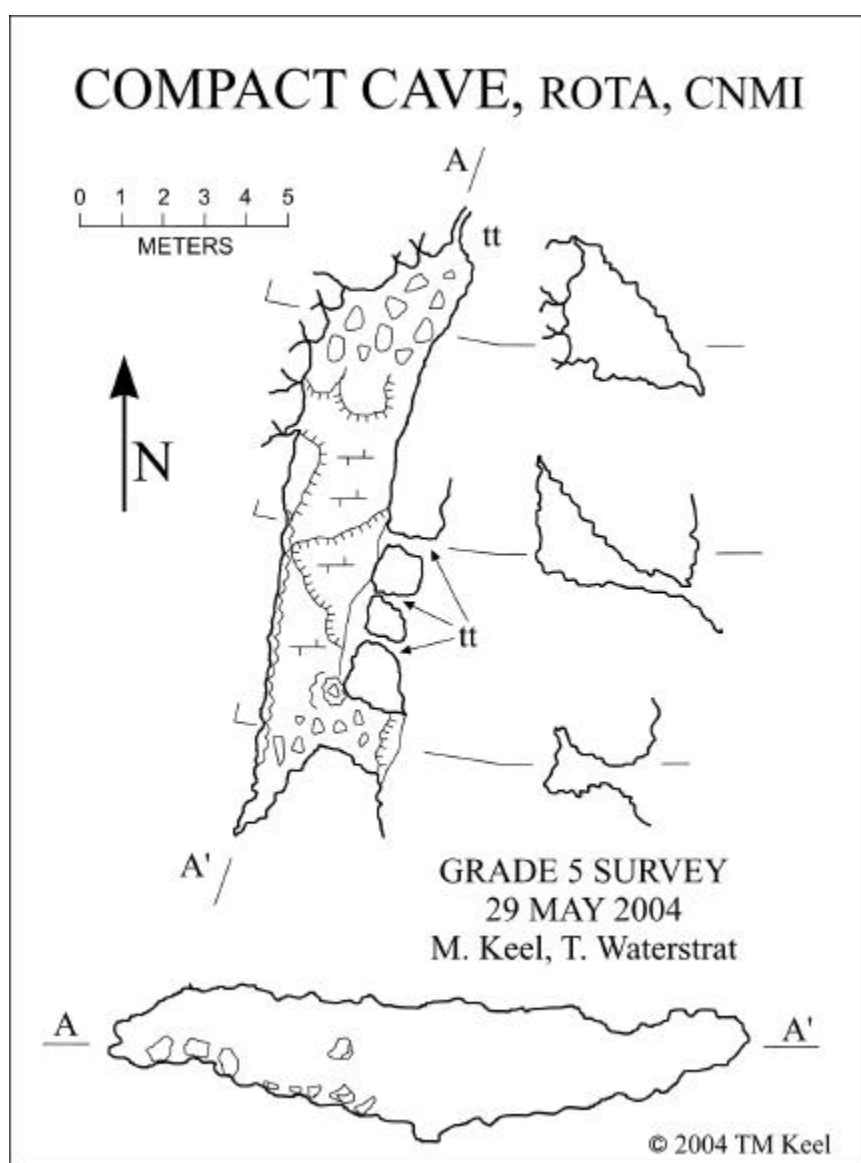 COMPACT CAVE, ROTA, CNMI
A
0 1 2 3 4 5
METERS
tt
N
tt
A'
GRADE 5 SURVEY
29 MAY 2004
M. Keel, T. Waterstrat
A
A'
© 2004 TM Keel